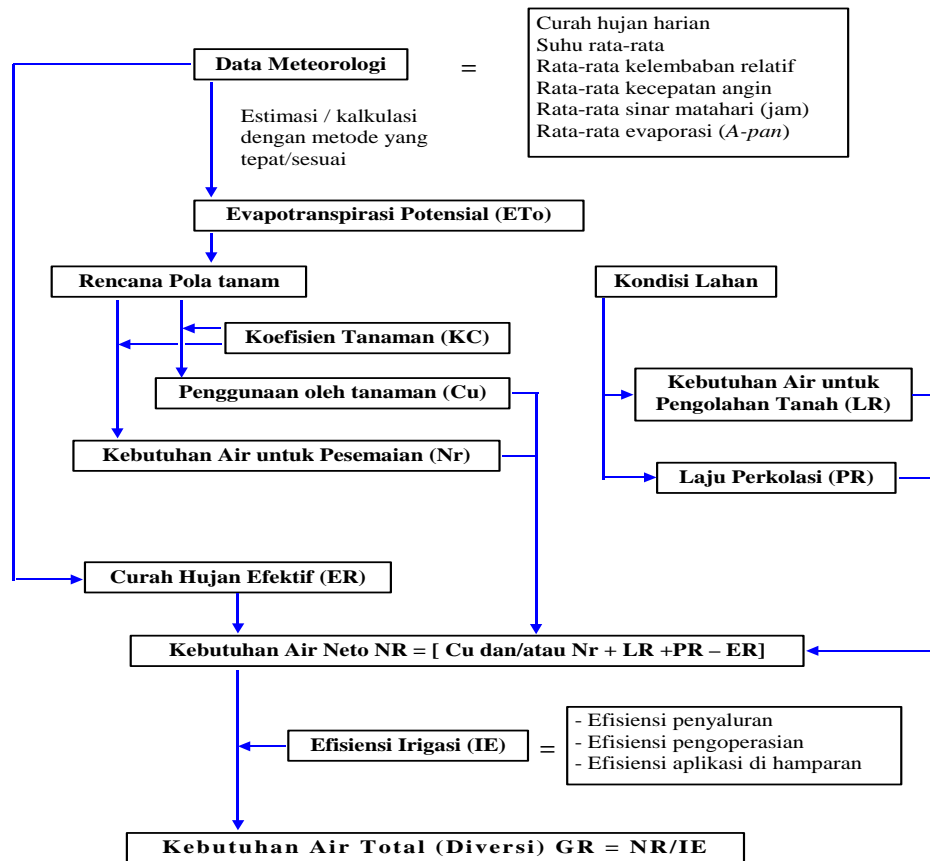 Data Meteorologi
=
Curah hujan harian
Suhu rata-rata
Rata-rata kelembaban relatif
Rata-rata kecepatan angin
Rata-rata sinar matahari (jam)
Rata-rata evaporasi (A-pan)
Estimasi / kalkulasi
dengan metode yang
tepat/sesuai
Evapotranspirasi Potensial (ETo)
Rencana Pola tanam
Kondisi Lahan
Koefisien Tanaman (KC)
Penggunaan oleh tanaman (Cu)
Kebutuhan Air untuk
Pengolahan Tanah (LR)
Kebutuhan Air untuk Pesemaian (Nr)
Laju Perkolasi (PR)
Curah Hujan Efektif (ER)
Kebutuhan Air Neto NR = [ Cu dan/atau Nr + LR +PR – ER]
Efisiensi Irigasi (IE)
=
- Efisiensi penyaluran
- Efisiensi pengoperasian
- Efisiensi aplikasi di hamparan
Kebutuhan Air Total (Diversi) GR = NR/IE